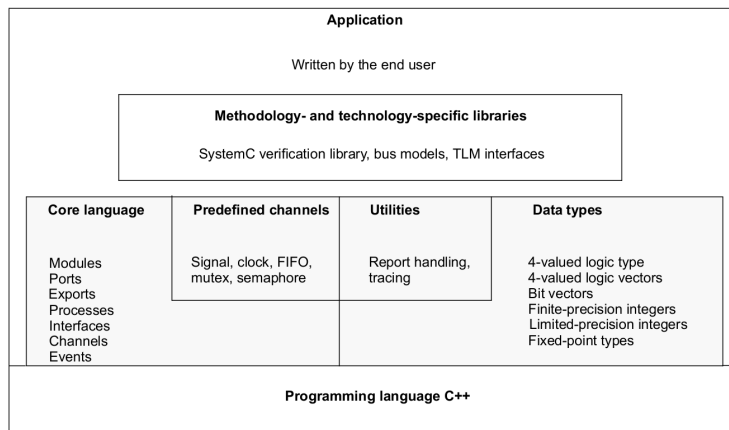 Application
Written by the end user
Methodology- and technology-specific libraries
SystemC verification library, bus models, TLM interfaces
Core language
Modules
Ports
Exports
Processes
Interfaces
Channels
Events
Predefined channels
Signal, clock, FIFO,
mutex, semaphore
Utilities
Report handling,
tracing
Data types
4-valued logic type
4-valued logic vectors
Bit vectors
Finite-precision integers
Limited-precision integers
Fixed-point types
Programming language C++